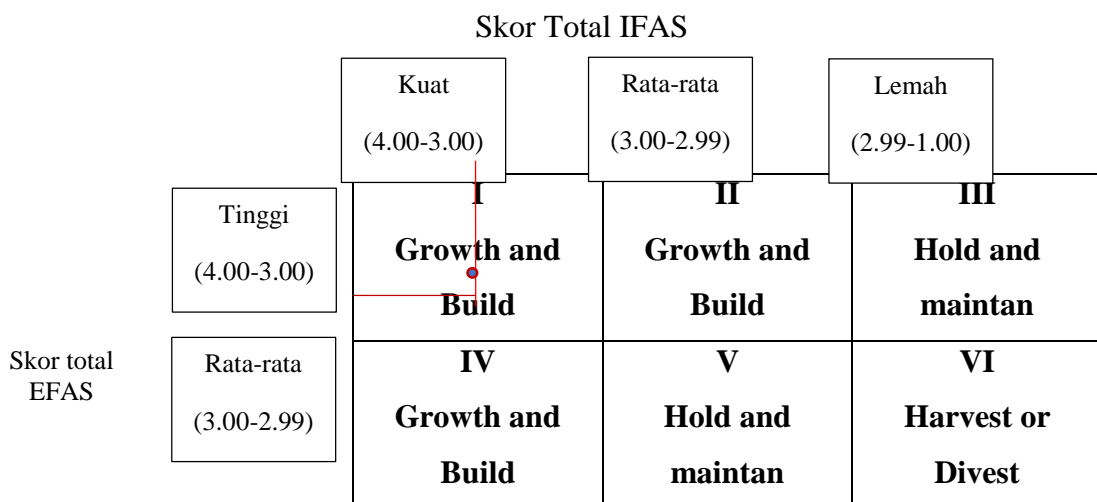 Skor Total IFAS
Kuat
(4.00-3.00)
Rata-rata
(3.00-2.99)
Lemah
(2.99-1.00)
Tinggi
(4.00-3.00)
I
Growth and
Build
II
Growth and
Build
III
Hold and
maintan
Skor total
EFAS
Rata-rata
(3.00-2.99)
IV
Growth and
Build
V
Hold and
maintan
VI
Harvest or
Divest